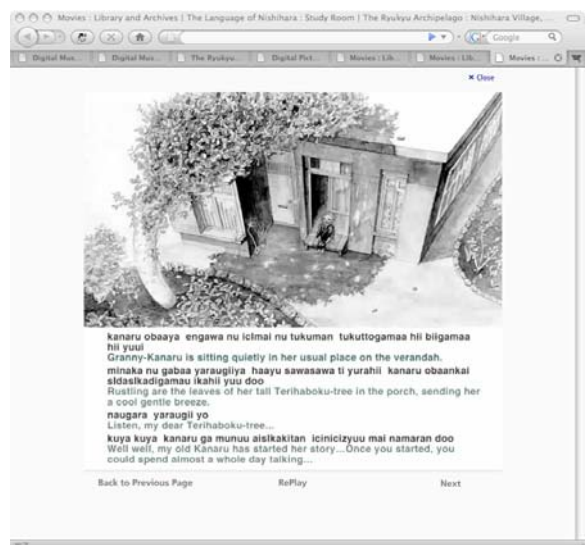 Movies : Library and Archives | The Language of Nishihara : Study Room | The Ryukyu Archipelago : Nishihara Village,...
Google
Digital Mus... Digital Mus... The Ryukyu... Digital Pict... Movies : Lib... Movies : Lib... Movies : ...
× Close
kanaru obaaya engawa nu icImai nu tukuman tukuttogamaa hii biigamaa
hii yuui
Granny-Kanaru is sitting quietly in her usual place on the verandah.
minaka nu gabaa yaraugiiya haayu sawasawa ti yurahii kanaru obaankai
sIdasIkadigamau ikahii yuu doo
Rustling are the leaves of her tall Terihaboku-tree in the porch, sending her
a cool gentle breeze.
naugara yaraugii yo
Listen, my dear Terihaboku-tree...
kuya kuya kanaru ga munuu aisIkakitan icinicizyuu mai namaran doo
Well well, my old Kanaru has started her story...Once you started, you
could spend almost a whole day talking...
Back to Previous Page RePlay Next